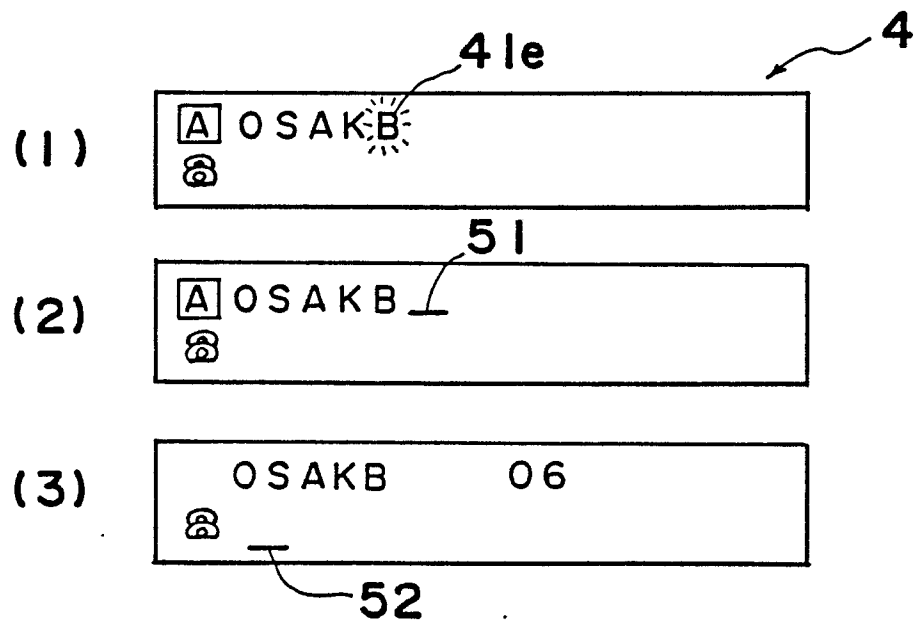 4
41e
(1) A OSAKB
51
(2) A OSAKB
(3) OSAKB 06
52